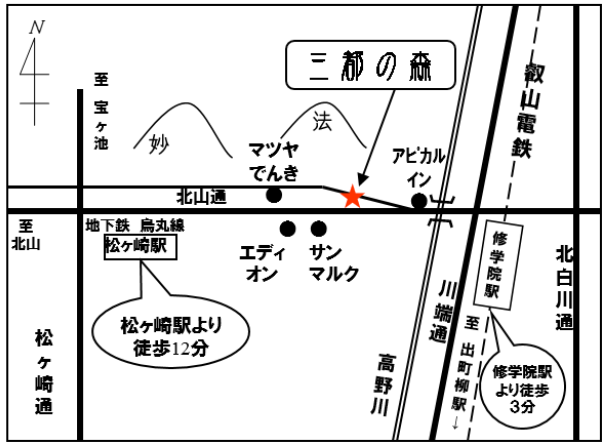 N
三都の森
至
宝
ヶ
池
妙
法
マツヤ
でんき
アピカル
イン
叡山電鉄
北山通
至
北山
地下鉄 烏丸線
松ヶ崎駅
エディ
オン
サン
マルク
修学院駅
北白川通
松ヶ崎駅より
徒歩12分
松ヶ崎通
川端通
高野川
至 出町柳駅→
修学院駅
より徒歩
3分